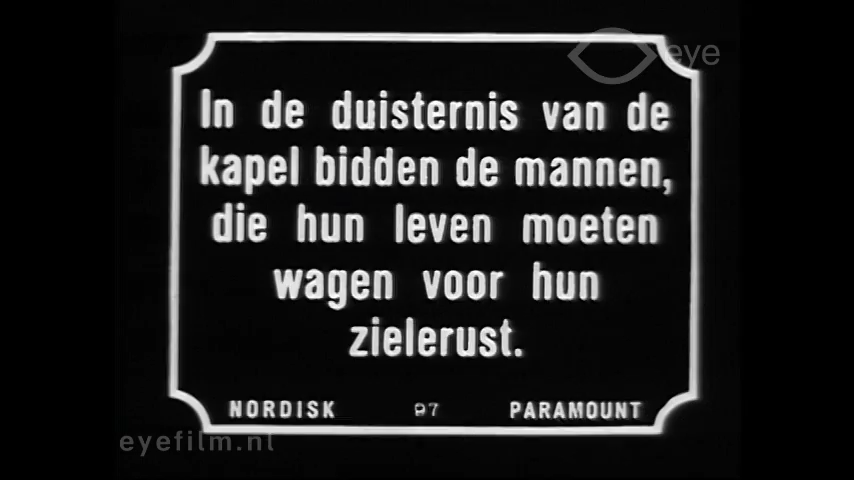 eye
In de duisternis van de
kapel bidden de mannen,
die hun leven moeten
wagen voor hun
zielerust.
NORDISK 97 PARAMOUNT
eyefilm.nl